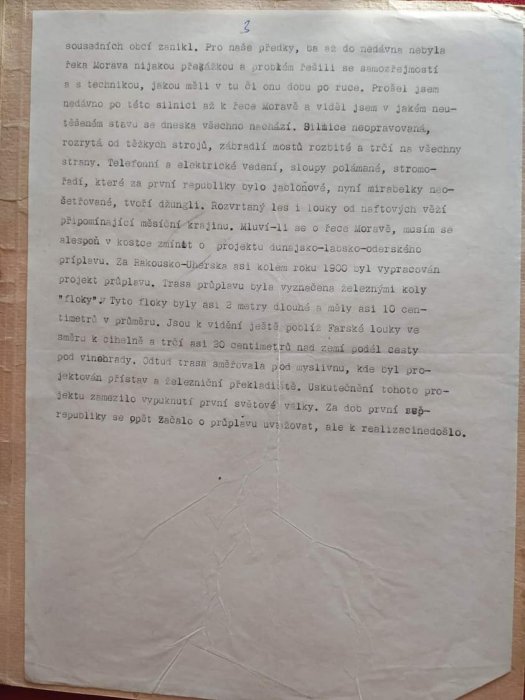 3
sousedních obcí zanikl. Pro naše předky, ba až do nedávna nebyla
řeka Morava nijakou překážkou a problém řešili se samozřejmostí
a s technikou, jakou měli v tu či onu dobu po ruce. Prošel jsem
nedávno po této silnici až k řece Moravě a viděl jsem v jakém neu-
těšeném stavu se dneska všechno nachází. Silnice neopravovaná,
rozrytá od těžkých strojů, zábradlí mostů rozbité a trčí na všechny
strany. Telefonní a elektrické vedení, sloupy polámané, stromo-
řadí, které za první republiky bylo jabloňové, nyní mirabelky neo-
šetřované, tvoří džungli. Rozvrtaný les i louky od naftových věží
připomínající měsíční krajinu. Mluví-li se o řece Moravě, musím se
alespoň v kostce zmínit o projektu dunajsko-labsko-oderského
příplavu. Za Rakousko-Uherska asi kolem roku 1900 byl vypracován
projekt průplavu. Trasa průplavu byla vyznačena železnými koly
"floky". Tyto floky byly asi 2 metry dlouhé a měly asi 10 cen-
timetrů v průměru. Jsou k vidění ještě poblíž Farské louky ve
směru k cihelně a trčí asi 30 centimetrů nad zemí podél cesty
pod vinohrady. Odtud trasa směřovala pod myslivnu, kde byl pro-
jektován přístav a železniční překladiště. Uskutečnění tohoto pro-
jektu zamezilo vypuknutí první světové války. Za dob první
republiky se opět Začalo o průplavu uvažovat, ale k realizacinedošlo.